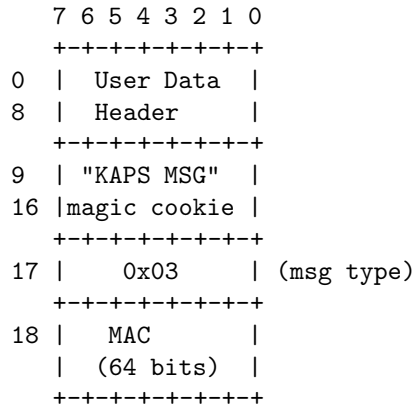 7 6 5 4 3 2 1 0
+-+-+-+-+-+-+-+
0 | User Data |
8 | Header |
+-+-+-+-+-+-+-+
9 | "KAPS MSG" |
16 |magic cookie |
+-+-+-+-+-+-+-+
17 | 0x03 | (msg type)
+-+-+-+-+-+-+-+
18 | MAC |
| (64 bits) |
+-+-+-+-+-+-+-+